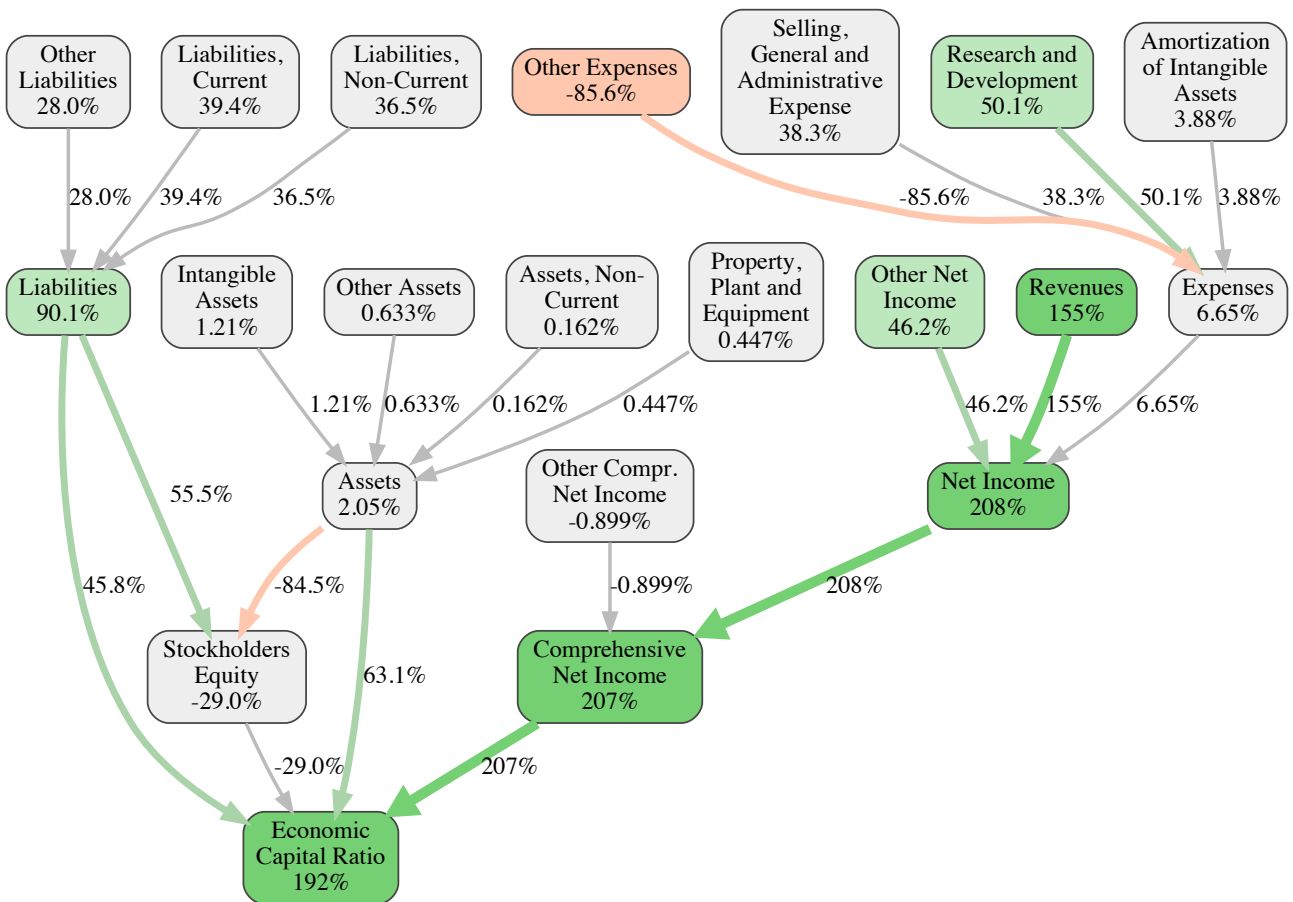 Other
Liabilities
28.0%
Liabilities,
Current
39.4%
Liabilities,
Non-Current
36.5%
Other Expenses
-85.6%
Selling,
General and
Administrative
Expense
38.3%
Research and
Development
50.1%
Amortization
of Intangible
Assets
3.88%
28.0%
39.4%
36.5%
-85.6%
38.3%
50.1%
3.88%
Liabilities
90.1%
Intangible
Assets
1.21%
Other Assets
0.633%
Assets, Non-
Current
0.162%
Property,
Plant and
Equipment
0.447%
Other Net
Income
46.2%
Revenues
155%
Expenses
6.65%
1.21%
0.633%
0.162%
0.447%
46.2%
155%
6.65%
55.5%
Assets
2.05%
Other Compr.
Net Income
-0.899%
Net Income
208%
45.8%
-84.5%
-0.899%
208%
Stockholders
Equity
-29.0%
63.1%
Comprehensive
Net Income
207%
-29.0%
207%
Economic
Capital Ratio
192%